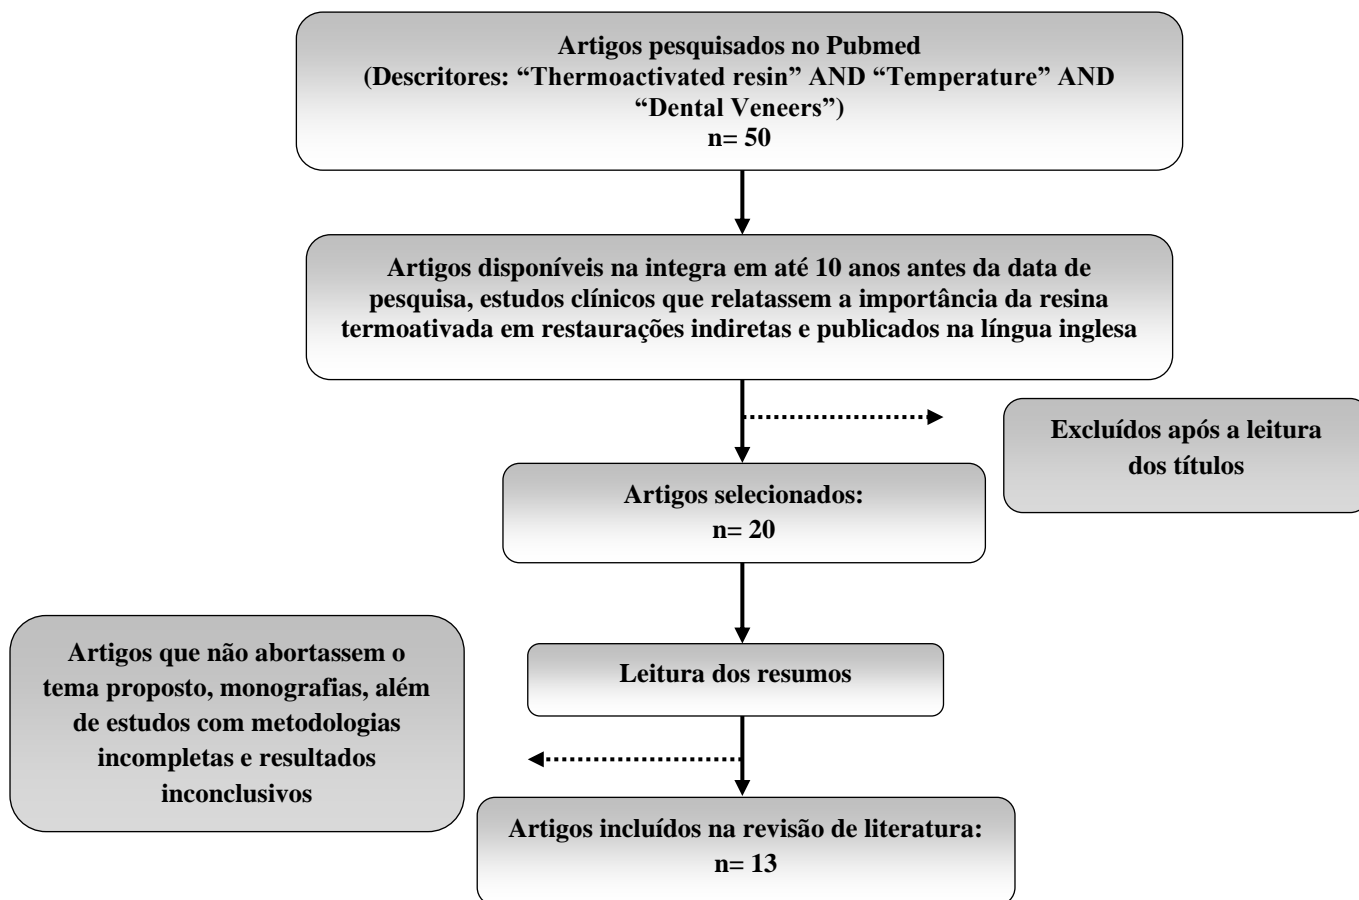 Artigos pesquisados no Pubmed
(Descritores: “Thermoactivated resin” AND “Temperature” AND
“Dental Veneers”)
n= 50
Artigos disponíveis na integra em até 10 anos antes da data de
pesquisa, estudos clínicos que relatassem a importância da resina
termoativada em restaurações indiretas e publicados na língua inglesa
Excluídos após a leitura
dos títulos
Artigos selecionados:
n= 20
Leitura dos resumos
Artigos que não abortassem o
tema proposto, monografias, além
de estudos com metodologias
incompletas e resultados
inconclusivos
Artigos incluídos na revisão de literatura:
n= 13